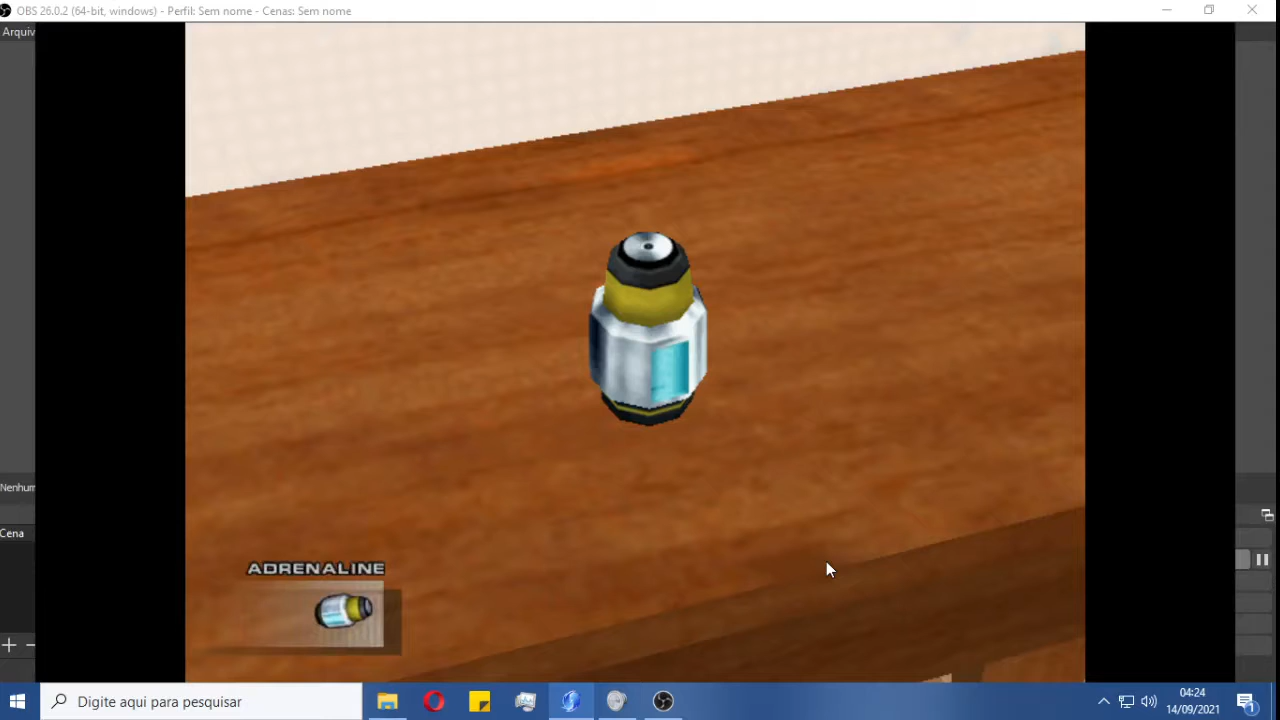 OBS 26.0.2 (64-bit, windows) - Perfil: Sem nome - Cenas: Sem nome
Arquiv
Nenhum
Cena
ADRENALINE
Digite aqui para pesquisar
04:24
14/09/2021
1